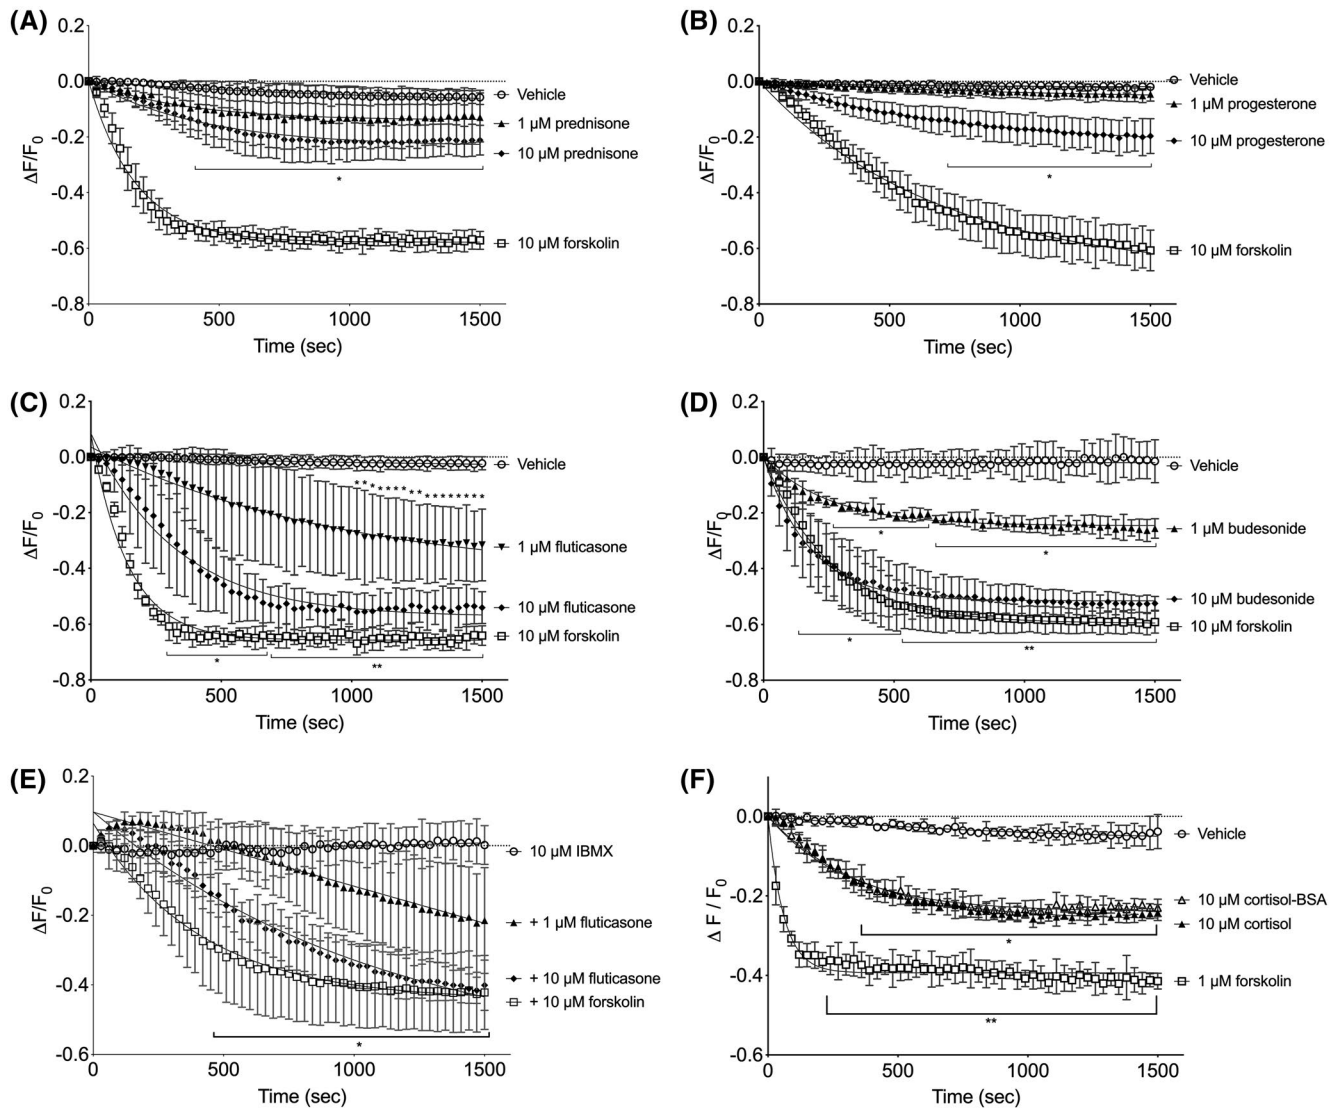 (A)
0.2
0.0
-0.2
-0.4
-0.6
-0.8
ΔF/F0
0
500
1000
1500
Time (sec)
Vehicle
1 µM prednisone
10 µM prednisone
*
10 µM forskolin
(B)
0.2
0.0
-0.2
-0.4
-0.6
-0.8
ΔF/F0
0
500
1000
1500
Time (sec)
Vehicle
1 µM progesterone
10 µM progesterone
*
10 µM forskolin
(C)
0.2
0.0
-0.2
-0.4
-0.6
-0.8
ΔF/F0
0
500
1000
1500
Time (sec)
Vehicle
1 µM fluticasone
10 µM fluticasone
10 µM forskolin
*
**
(D)
0.2
0.0
-0.2
-0.4
-0.6
-0.8
ΔF/F0
0
500
1000
1500
Time (sec)
Vehicle
1 µM budesonide
*
*
10 µM budesonide
10 µM forskolin
*
**
(E)
0.2
0.0
-0.2
-0.4
-0.6
ΔF/F0
0
500
1000
1500
Time (sec)
10 µM IBMX
+ 1 µM fluticasone
+ 10 µM fluticasone
+ 10 µM forskolin
*
(F)
0.0
-0.2
-0.4
-0.6
Δ F / F0
0
500
1000
1500
Time (sec)
Vehicle
10 µM cortisol-BSA
10 µM cortisol
*
1 µM forskolin
**